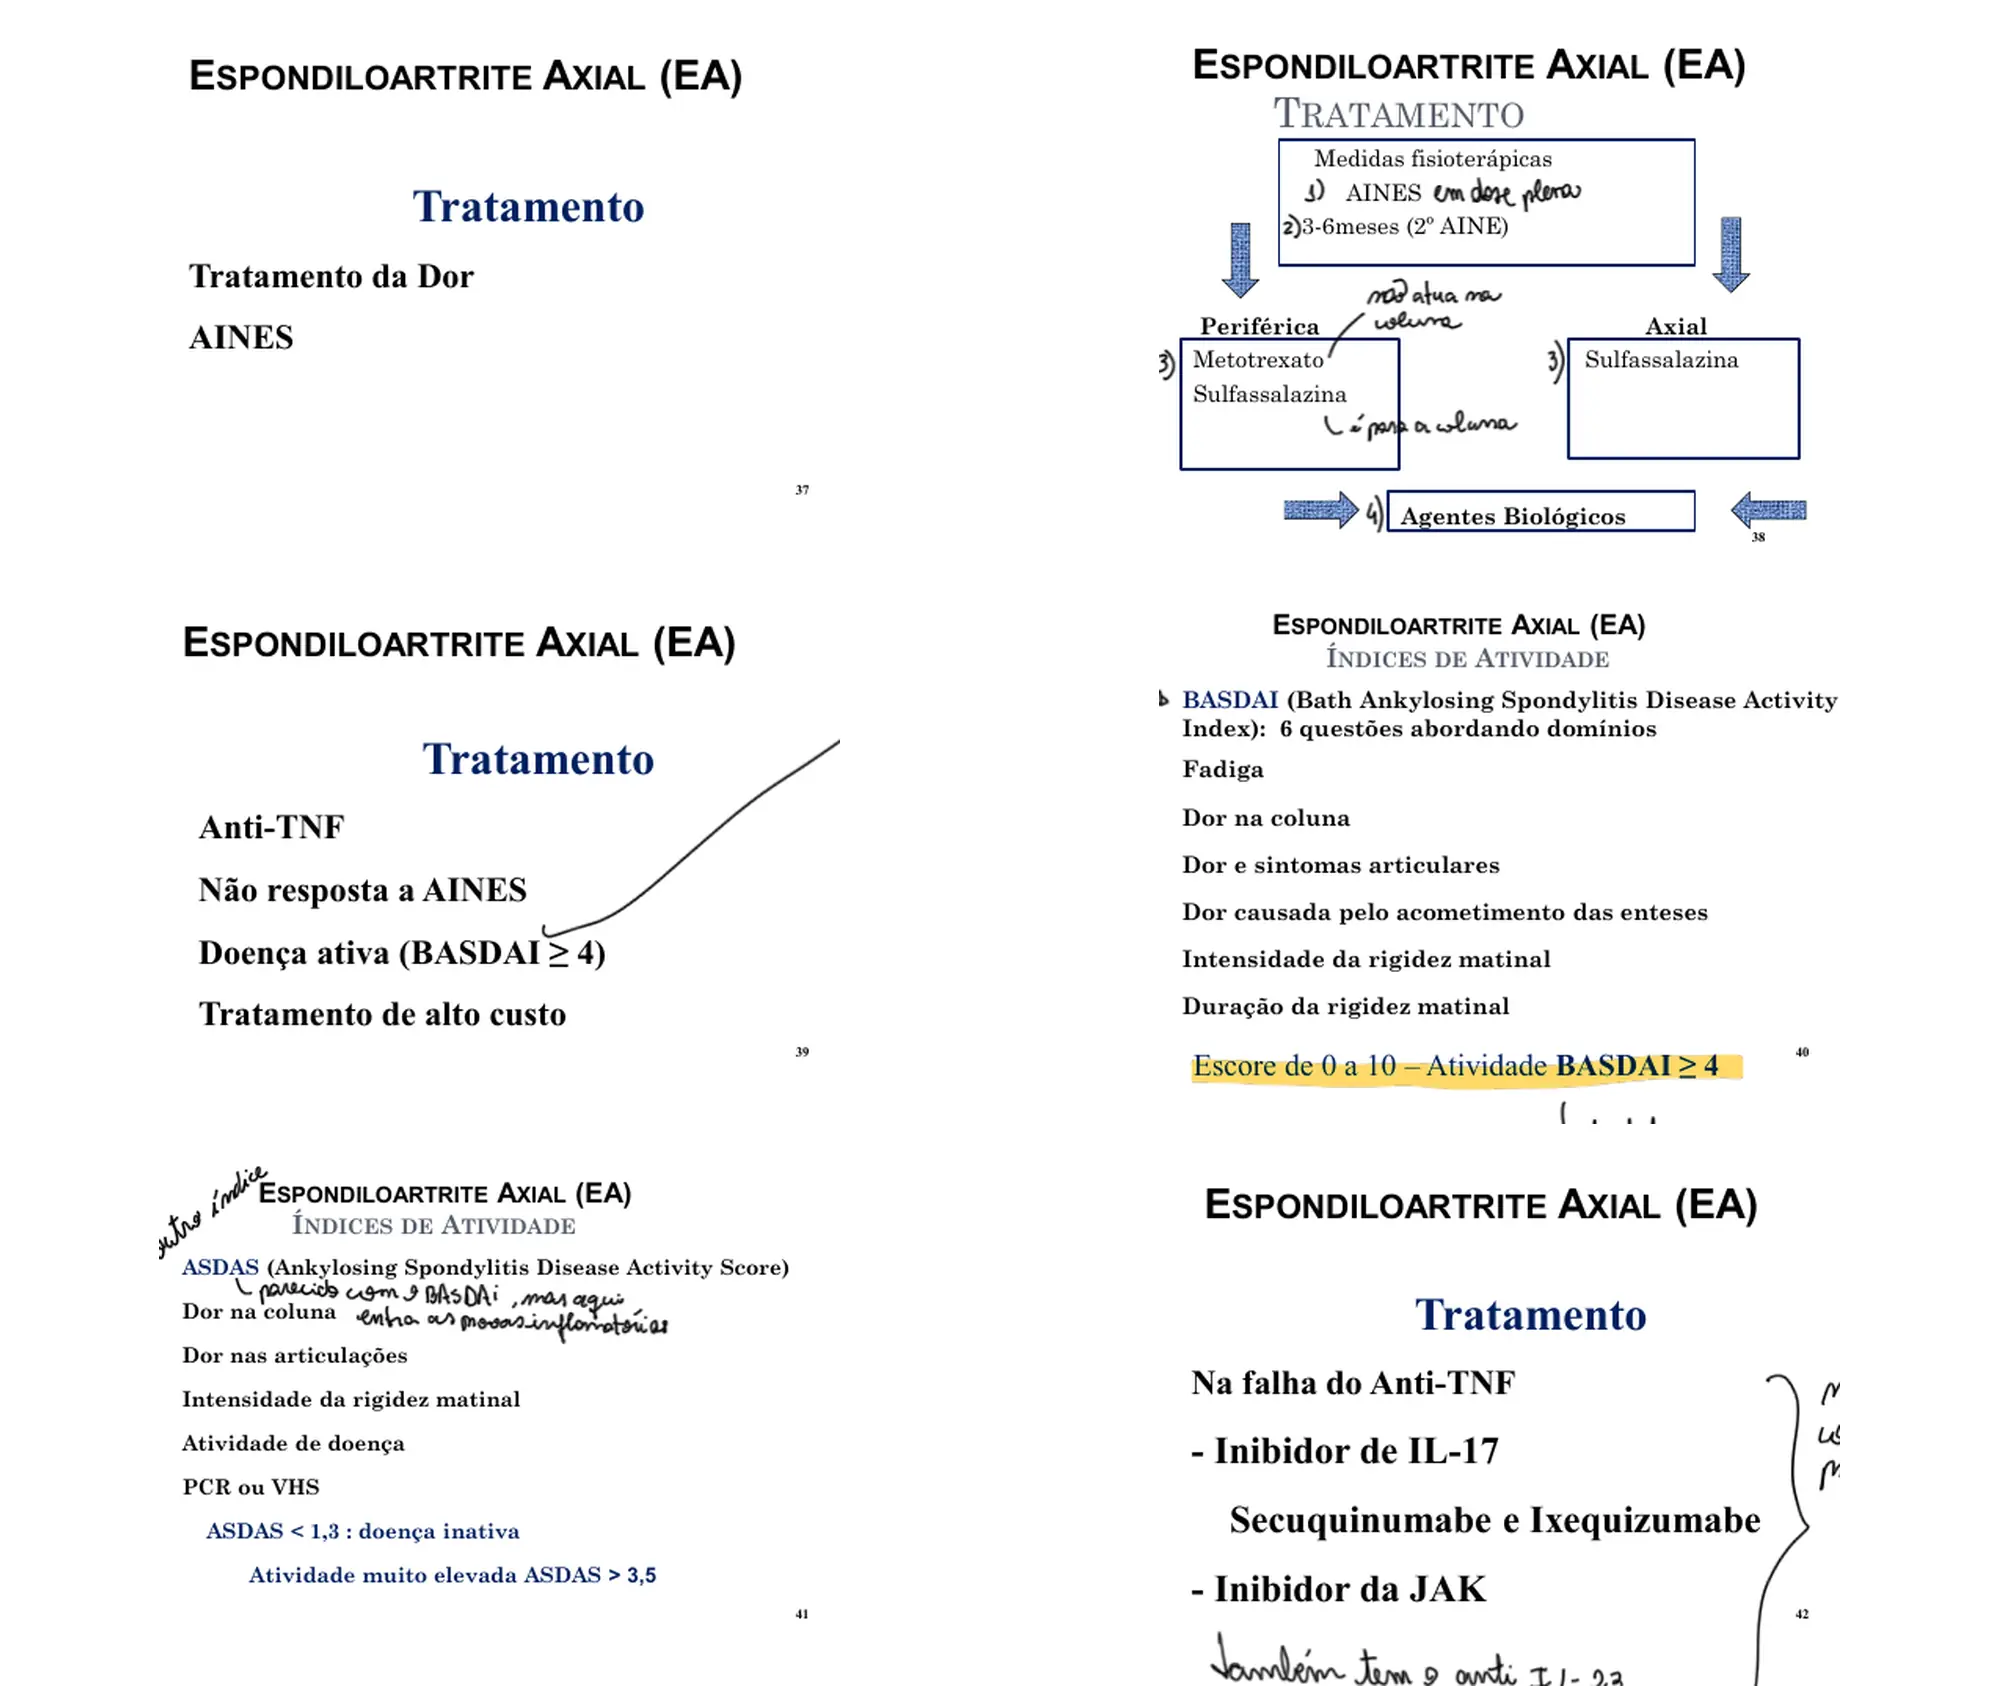 ESPONDILOARTRITE AXIAL (EA)
Tratamento
Tratamento da Dor
AINES
37
ESPONDILOARTRITE AXIAL (EA)
TRATAMENTO
Medidas fisioterápicas
1) AINES em dose plena
2)3-6meses (2º AINE)
não atua na
coluna
Periférica
3) Metotrexato
Sulfassalazina
é para a coluna
Axial
3) Sulfassalazina
4) Agentes Biológicos
38
ESPONDILOARTRITE AXIAL (EA)
Tratamento
Anti-TNF
Não resposta a AINES
Doença ativa (BASDAI ≥ 4)
Tratamento de alto custo
39
ESPONDILOARTRITE AXIAL (EA)
ÍNDICES DE ATIVIDADE
BASDAI (Bath Ankylosing Spondylitis Disease Activity
Index): 6 questões abordando domínios
Fadiga
Dor na coluna
Dor e sintomas articulares
Dor causada pelo acometimento das enteses
Intensidade da rigidez matinal
Duração da rigidez matinal
40
Escore de 0 a 10 – Atividade BASDAI ≥ 4
outro índice
ESPONDILOARTRITE AXIAL (EA)
ÍNDICES DE ATIVIDADE
ASDAS (Ankylosing Spondylitis Disease Activity Score)
parecido com o BASDAi, mas aqui
Dor na coluna entra as provas inflamatórias
Dor nas articulações
Intensidade da rigidez matinal
Atividade de doença
PCR ou VHS
ASDAS < 1,3 : doença inativa
Atividade muito elevada ASDAS > 3,5
41
ESPONDILOARTRITE AXIAL (EA)
Tratamento
Na falha do Anti-TNF
- Inibidor de IL-17
Secuquinumabe e Ixequizumabe
- Inibidor da JAK
42
também tem o anti IL-23